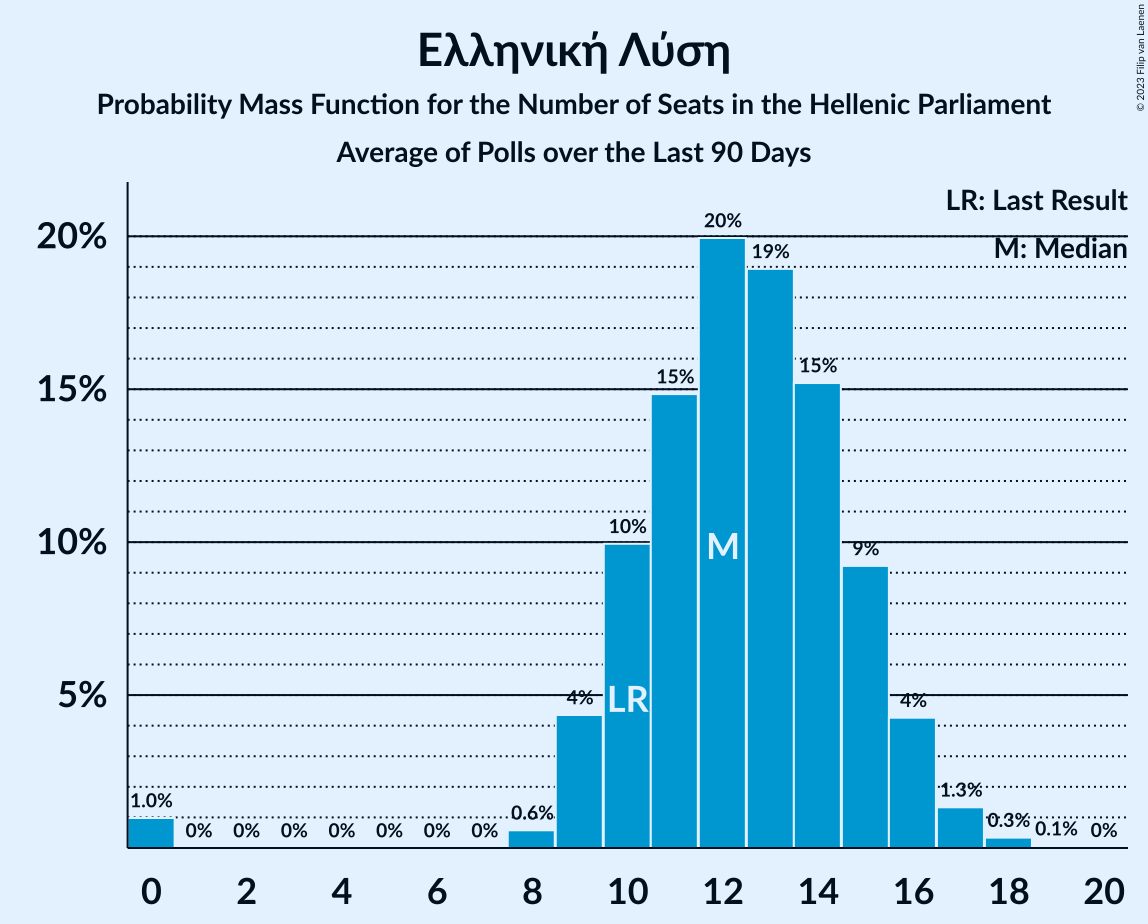 Ελληνική Λύση
Probability Mass Function for the Number of Seats in the Hellenic Parliament
Average of Polls over the Last 90 Days
© 2023 Filip van Laenen
LR: Last Result
M: Median
20%
15%
10%
5%
1.0%
0%
0%
0%
0%
0%
0%
0%
0.6%
4%
10%
15%
20%
19%
15%
9%
4%
1.3%
0.3%
0.1%
0%
LR
M
0 2 4 6 8 10 12 14 16 18 20